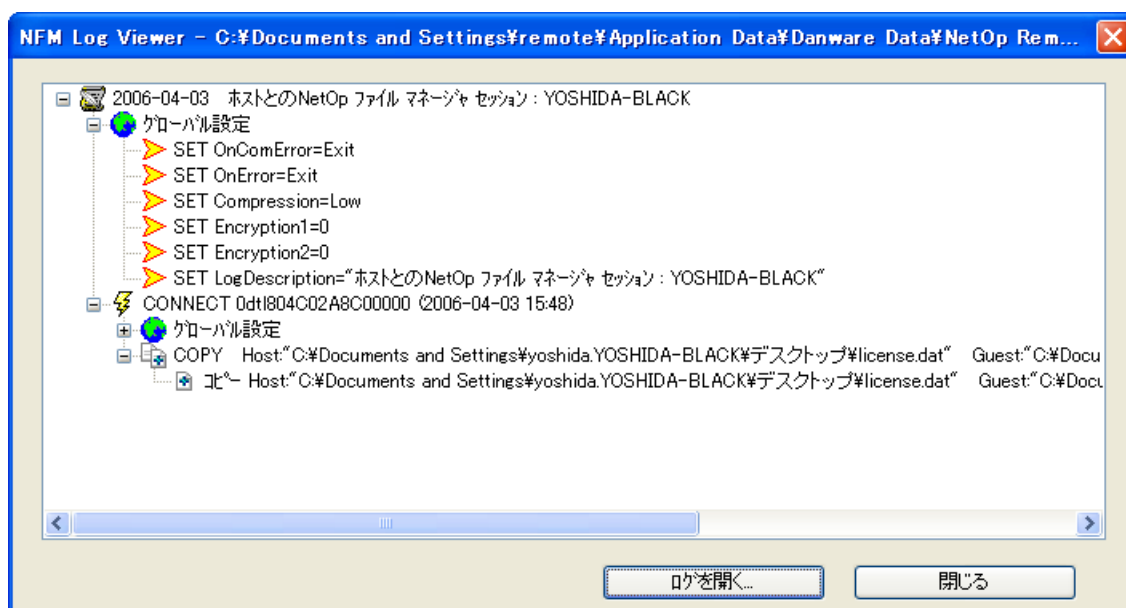 NFM Log Viewer - C:¥Documents and Settings¥remote¥Application Data¥Danware Data¥NetOp Rem...
2006-04-03 ホストとのNetOp ファイル マネージャ セッション : YOSHIDA-BLACK
グローバル設定
SET OnComError=Exit
SET OnError=Exit
SET Compression=Low
SET Encryption1=0
SET Encryption2=0
SET LogDescription="ホストとのNetOp ファイル マネージャ セッション : YOSHIDA-BLACK"
CONNECT 0dtl804C02A8C00000 (2006-04-03 15:48)
グローバル設定
COPY Host:"C:¥Documents and Settings¥yoshida.YOSHIDA-BLACK¥デスクトップ¥license.dat" Guest:"C:¥Docu
コピー Host:"C:¥Documents and Settings¥yoshida.YOSHIDA-BLACK¥デスクトップ¥license.dat" Guest:"C:¥Docu
ログを開く...
閉じる